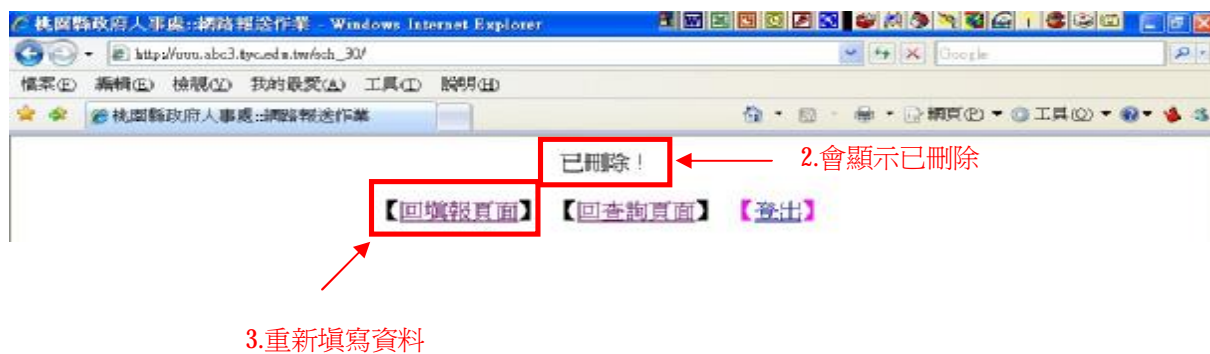 桃園縣政府人事處::網路報送作業 - Windows Internet Explorer
http://www.abc3.tyc.edu.tw/sch_30/
Google
檔案(F) 編輯(E) 檢視(V) 我的最愛(A) 工具(T) 說明(H)
桃園縣政府人事處::網路報送作業
網頁(P) 工具(O)
已刪除！
2.會顯示已刪除
【回填報頁面】 【回查詢頁面】 【登出】
3.重新填寫資料